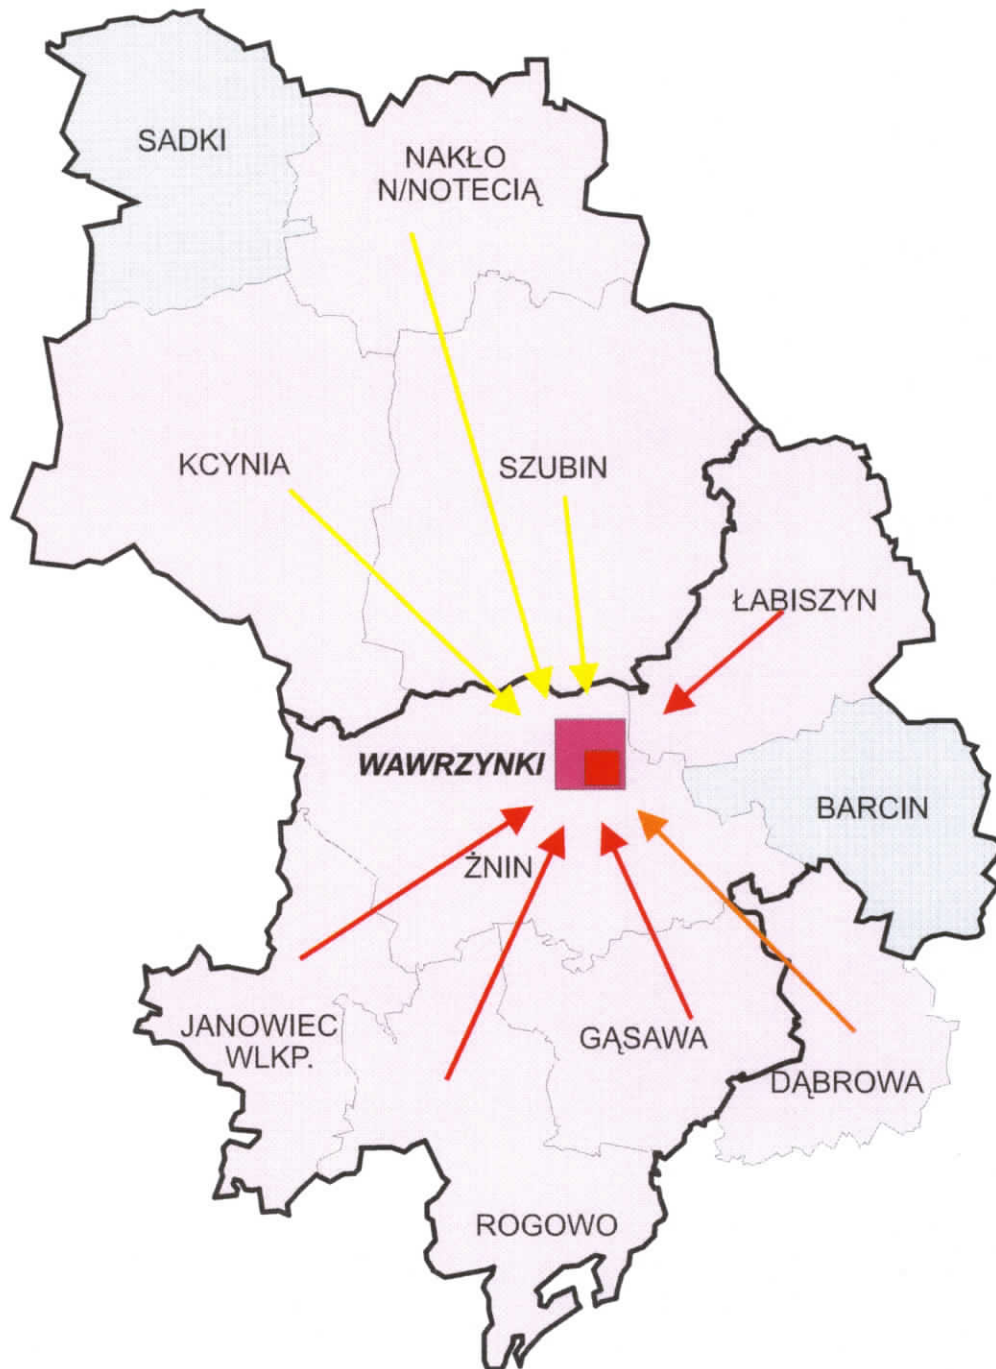 SADKI
NAKŁO
N/NOTECIĄ
KCYNIA
SZUBIN
ŁABISZYN
WAWRZYNKI
BARCIN
ŻNIN
JANOWIEC
WLKP.
GĄSAWA
DĄBROWA
ROGOWO